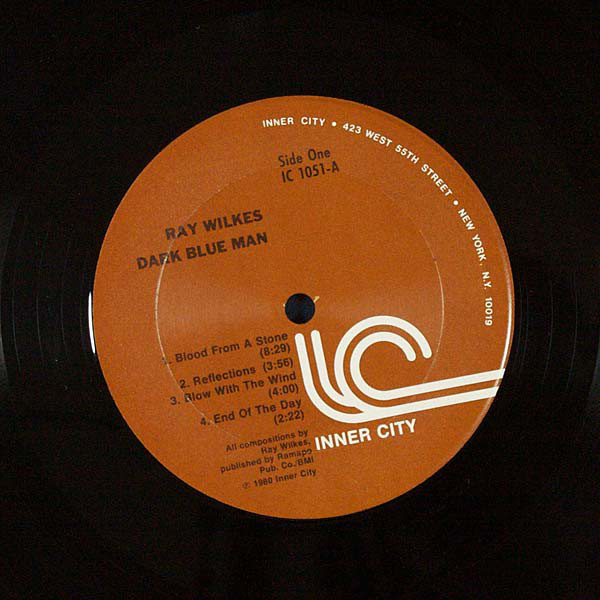 INNER CITY • 423 WEST 55TH STREET • NEW YORK, N.Y. 10019
Side One
IC 1051-A
RAY WILKES
DARK BLUE MAN
1. Blood From A Stone
(8:29)
2. Reflections (3:56)
3. Blow With The Wind
(4:00)
4. End Of The Day
(2:22)
All compositions by
Ray Wilkes,
published by Ramapo
Pub. Co./BMI
℗ 1980 Inner City
INNER CITY